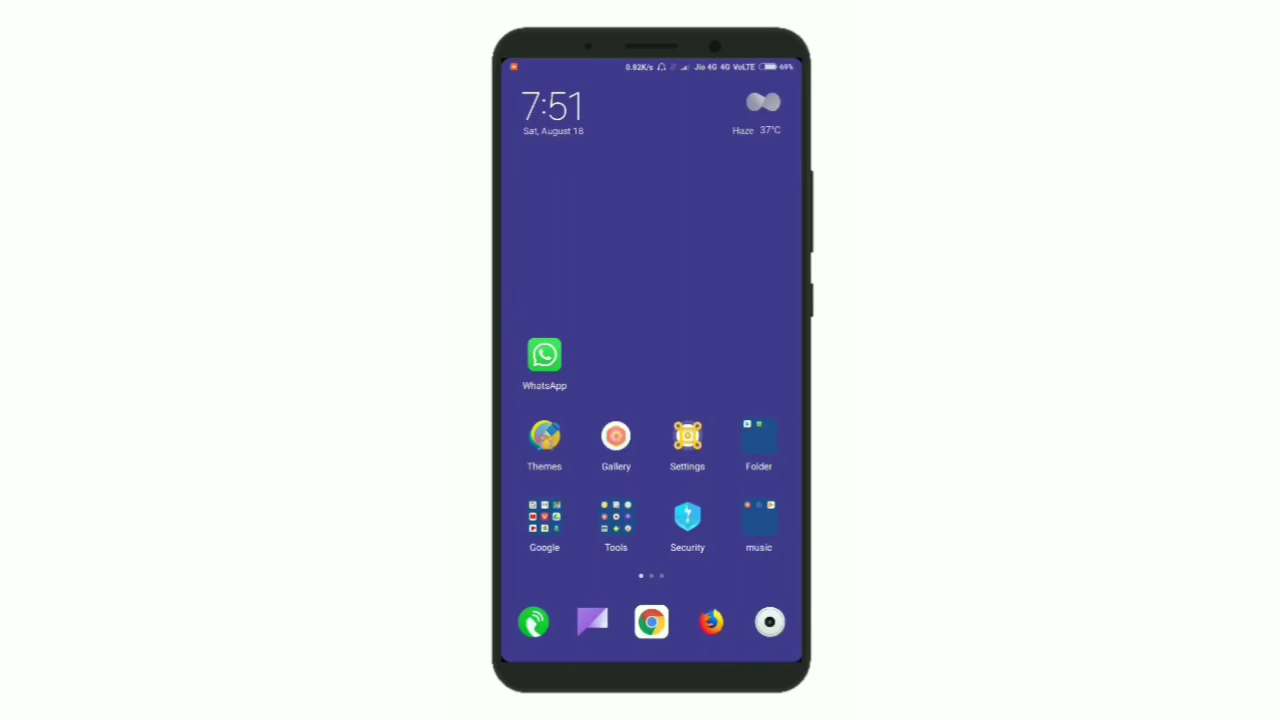 0.82K/s Jio 4G 4G VoLTE 69%
7:51
Sat, August 18
Haze 37°C
WhatsApp
Themes Gallery Settings Folder
Google Tools Security music